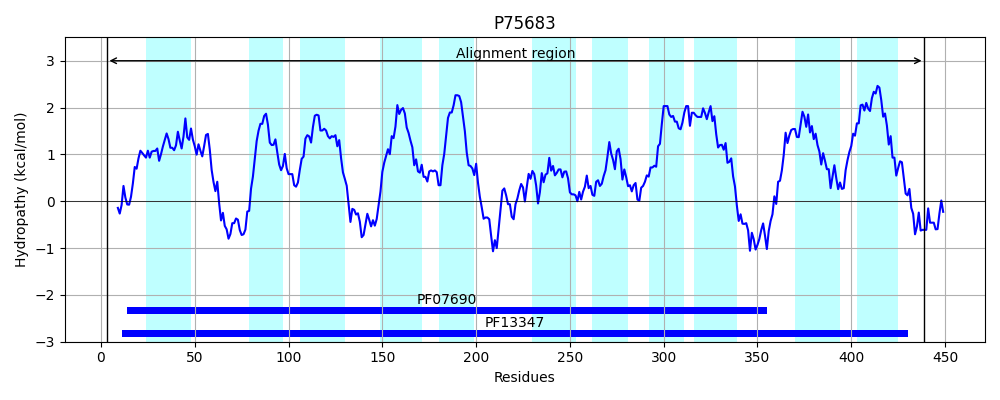 P75683
Alignment region
3
2
1
0
−1
−2
−3
Hydropathy (kcal/mol)
PF07690
PF13347
0 50 100 150 200 250 300 350 400 450
Residues